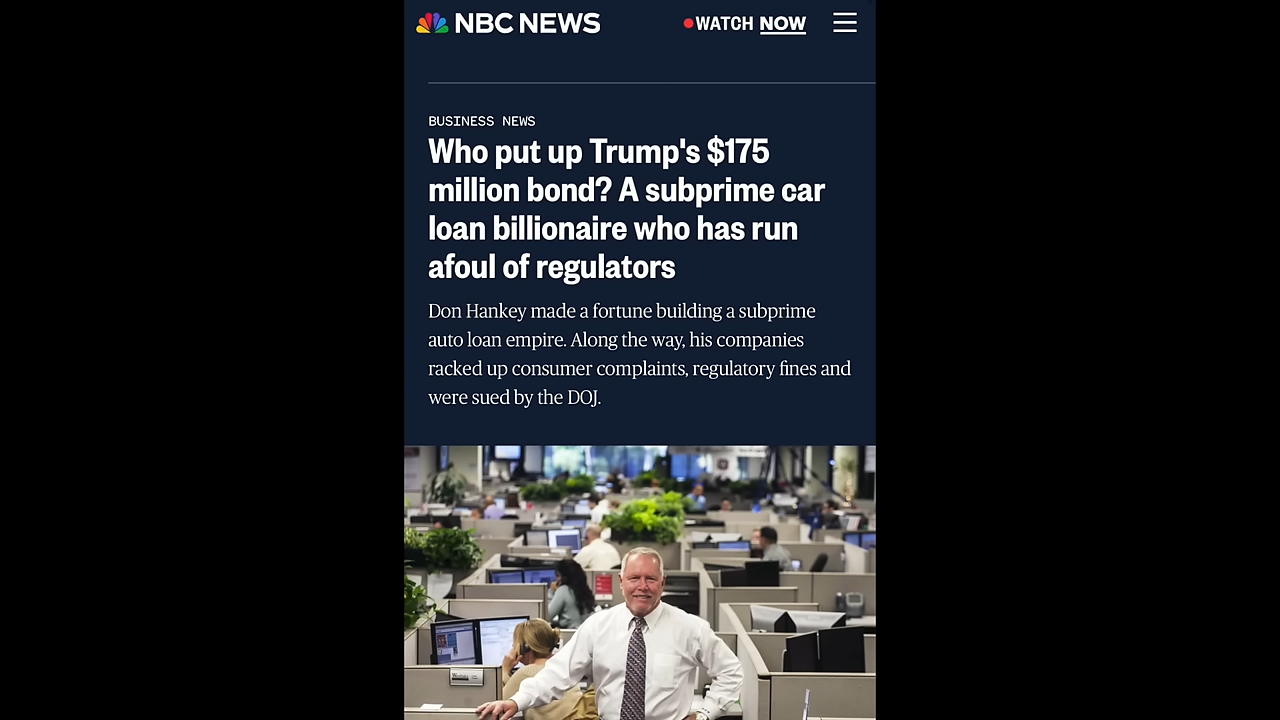 NBC NEWS
WATCH NOW
BUSINESS NEWS
Who put up Trump's $175
million bond? A subprime car
loan billionaire who has run
afoul of regulators
Don Hankey made a fortune building a subprime
auto loan empire. Along the way, his companies
racked up consumer complaints, regulatory fines and
were sued by the DOJ.